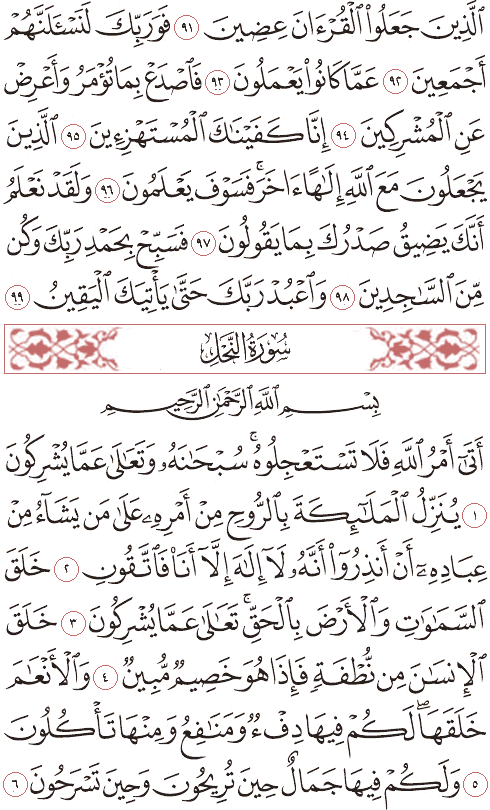 ٱلَّذِينَ جَعَلُوا۟ ٱلْقُرْءَانَ عِضِينَ ٩١ فَوَرَبِّكَ لَنَسْـَٔلَنَّهُمْ
أَجْمَعِينَ ٩٢ عَمَّا كَانُوا۟ يَعْمَلُونَ ٩٣ فَٱصْدَعْ بِمَا تُؤْمَرُ وَأَعْرِضْ
عَنِ ٱلْمُشْرِكِينَ ٩٤ إِنَّا كَفَيْنَـٰكَ ٱلْمُسْتَهْزِءِينَ ٩٥ ٱلَّذِينَ
يَجْعَلُونَ مَعَ ٱللَّهِ إِلَـٰهًا ءَاخَرَ ۚ فَسَوْفَ يَعْلَمُونَ ٩٦ وَلَقَدْ نَعْلَمُ
أَنَّكَ يَضِيقُ صَدْرُكَ بِمَا يَقُولُونَ ٩٧ فَسَبِّحْ بِحَمْدِ رَبِّكَ وَكُن
مِّنَ ٱلسَّـٰجِدِينَ ٩٨ وَٱعْبُدْ رَبَّكَ حَتَّىٰ يَأْتِيَكَ ٱلْيَقِينُ ٩٩
سُورَةُ النَّحْلِ
بِسْمِ ٱللَّهِ ٱلرَّحْمَـٰنِ ٱلرَّحِيمِ
أَتَىٰٓ أَمْرُ ٱللَّهِ فَلَا تَسْتَعْجِلُوهُ ۚ سُبْحَـٰنَهُۥ وَتَعَـٰلَىٰ عَمَّا يُشْرِكُونَ
١ يُنَزِّلُ ٱلْمَلَـٰٓئِكَةَ بِٱلرُّوحِ مِنْ أَمْرِهِۦ عَلَىٰ مَن يَشَآءُ مِنْ
عِبَادِهِۦٓ أَنْ أَنذِرُوٓا۟ أَنَّهُۥ لَآ إِلَـٰهَ إِلَّآ أَنَا۠ فَٱتَّقُونِ ٢ خَلَقَ
ٱلسَّمَـٰوَٰتِ وَٱلْأَرْضَ بِٱلْحَقِّ ۚ تَعَـٰلَىٰ عَمَّا يُشْرِكُونَ ٣ خَلَقَ
ٱلْإِنسَـٰنَ مِن نُّطْفَةٍ فَإِذَا هُوَ خَصِيمٌ مُّبِينٌ ٤ وَٱلْأَنْعَـٰمَ
خَلَقَهَا ۗ لَكُمْ فِيهَا دِفْءٌ وَمَنَـٰفِعُ وَمِنْهَا تَأْكُلُونَ
٥ وَلَكُمْ فِيهَا جَمَالٌ حِينَ تُرِيحُونَ وَحِينَ تَسْرَحُونَ ٦